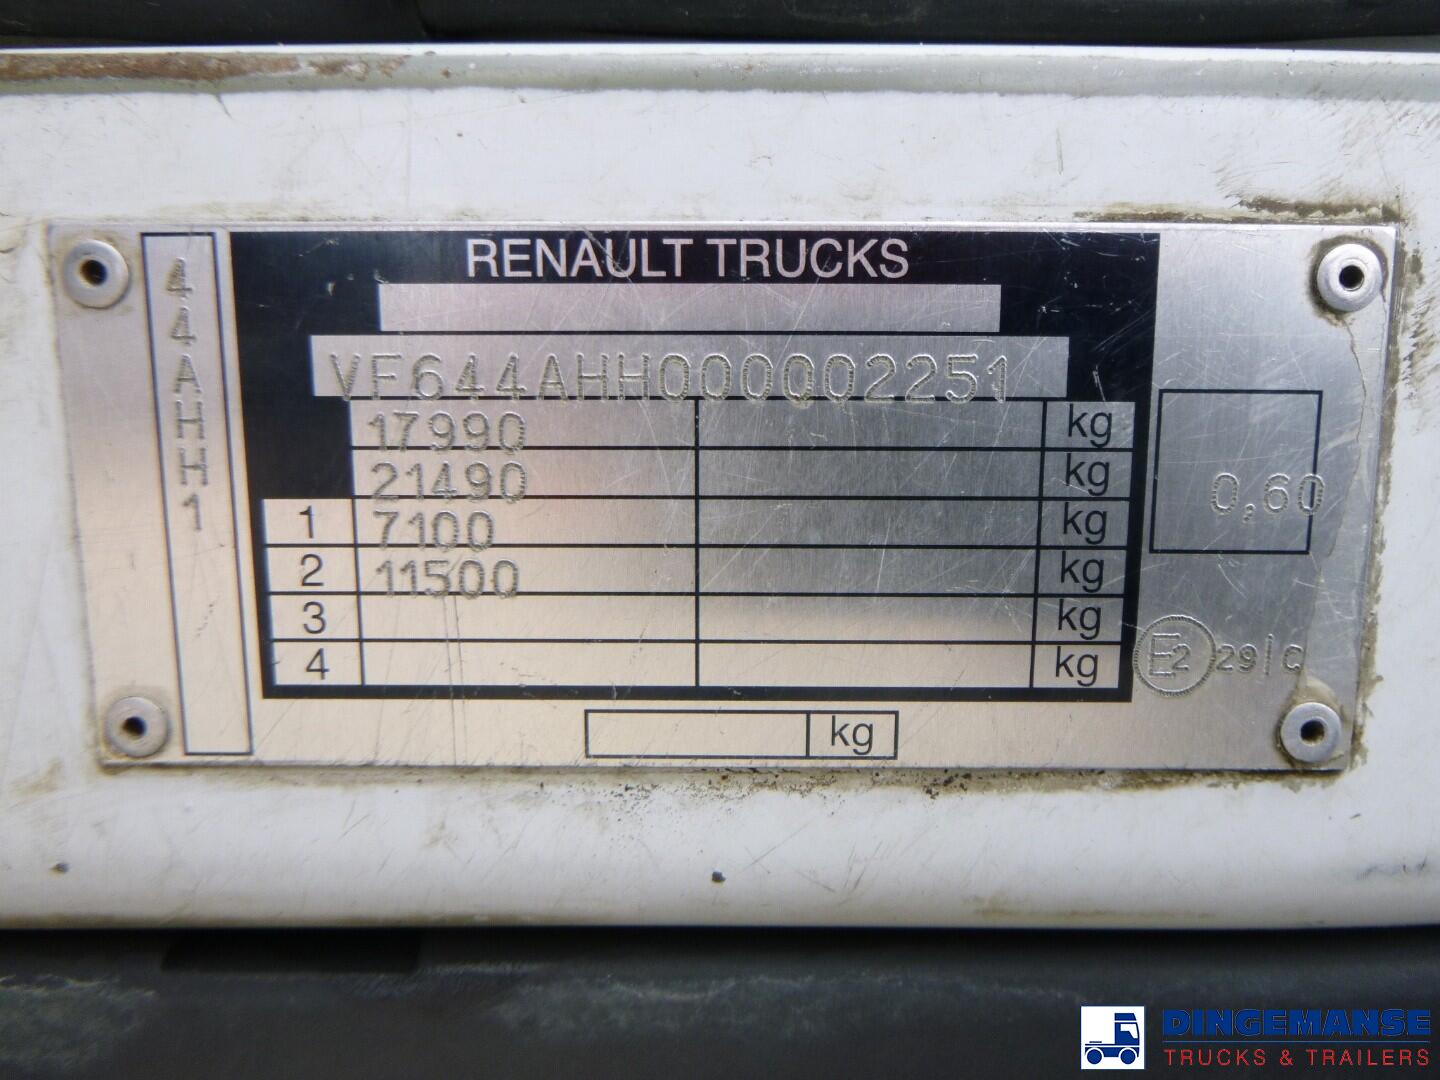 44AHH1
RENAULT TRUCKS
VF644AHH000002251
17990 kg
21490 kg
1 7100 kg
2 11500 kg
3 kg
4 kg
kg
0,60
E2 29/C
DINGEMANSE
TRUCKS & TRAILERS